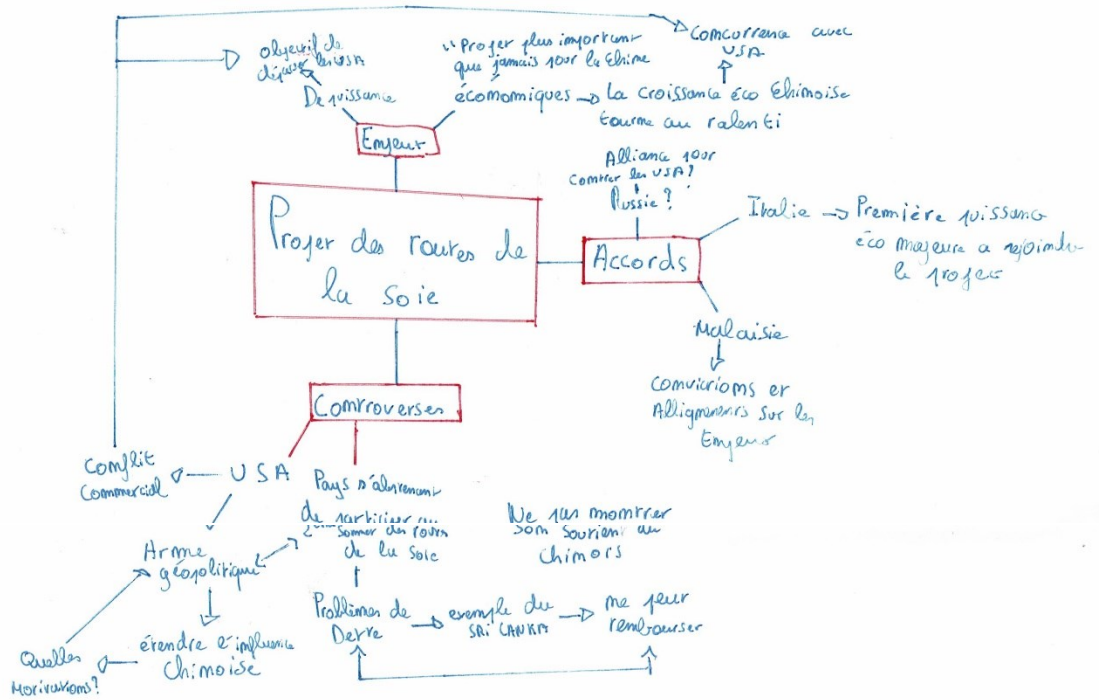 Objectif de
dépasser les USA
De puissance
"Projet plus important
que jamais pour la Chine
économiques → La croissance éco Chinoise
tourne au ralenti
Concurrence avec
USA
Enjeux
Projet des routes de
la soie
Alliance pour
contrer les USA?
Russie?
Accords
Italie → Première puissance
éco majeure a rejoindre
le projet
Malaisie
Convictions et
Allignements sur les
Enjeux
Controverses
Conflit
Commercial
USA
Pays s'abstenant
de participer au
sommet des routes
de la soie
Ne pas montrer
son soutient au
chinois
Arme
géopolitique
étendre l'influence
Chinoise
Quelles
Motivations?
Problèmes de
Dette → exemple du
SRI LANKA → ne peut
rembourser